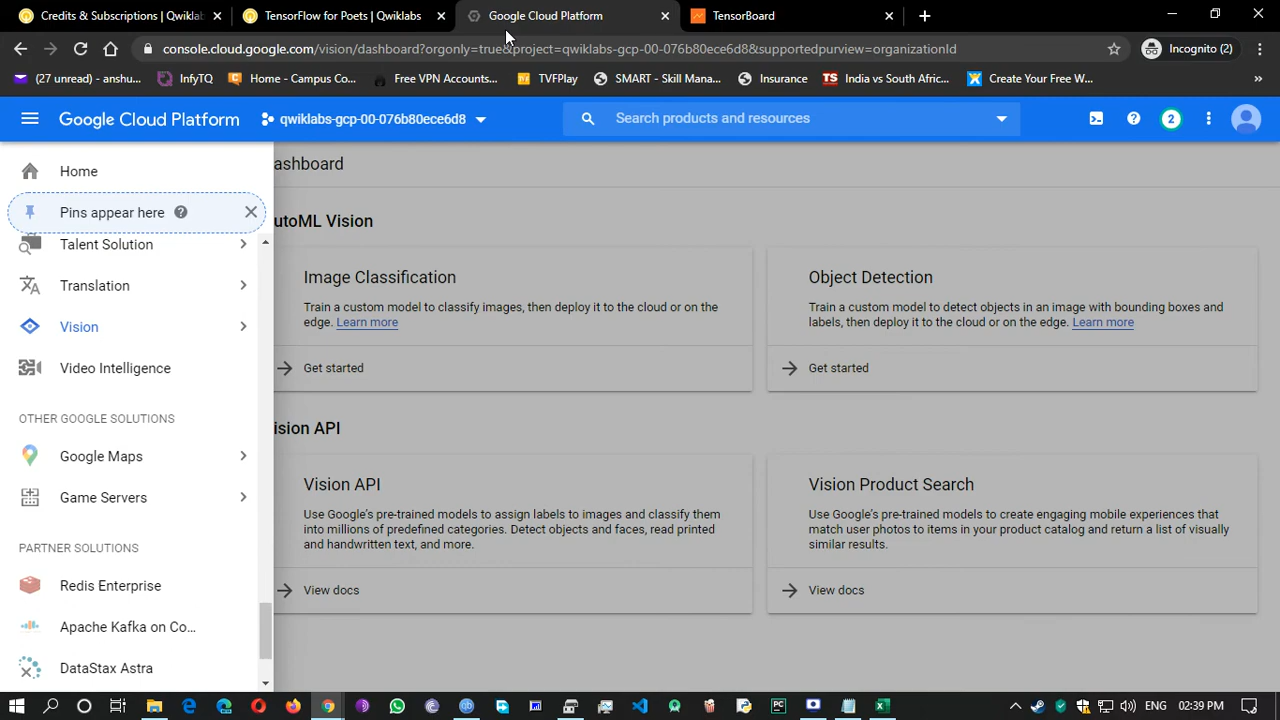 Credits & Subscriptions | Qwiklab
TensorFlow for Poets | Qwiklabs
Google Cloud Platform
TensorBoard
console.cloud.google.com/vision/dashboard?orgonly=true&project=qwiklabs-gcp-00-076b80ece6d8&supportedpurview=organizationId
Incognito (2)
(27 unread) - anshu...
InfyTQ
Home - Campus Co...
Free VPN Accounts...
TVFPlay
SMART - Skill Mana...
Insurance
TS
India vs South Afric...
Create Your Free W...
»
Google Cloud Platform
qwiklabs-gcp-00-076b80ece6d8
Search products and resources
2
Home
Pins appear here
Talent Solution
Translation
Vision
Video Intelligence
OTHER GOOGLE SOLUTIONS
Google Maps
Game Servers
PARTNER SOLUTIONS
Redis Enterprise
Apache Kafka on Co...
DataStax Astra
ashboard
utoML Vision
Image Classification
Train a custom model to classify images, then deploy it to the cloud or on the
edge. Learn more
Get started
Object Detection
Train a custom model to detect objects in an image with bounding boxes and
labels, then deploy it to the cloud or on the edge. Learn more
Get started
ision API
Vision API
Use Google's pre-trained models to assign labels to images and classify them
into millions of predefined categories. Detect objects and faces, read printed
and handwritten text, and more.
View docs
Vision Product Search
Use Google's pre-trained models to create engaging mobile experiences that
match user photos to items in your product catalog and return a list of visually
similar results.
View docs
ENG
02:39 PM